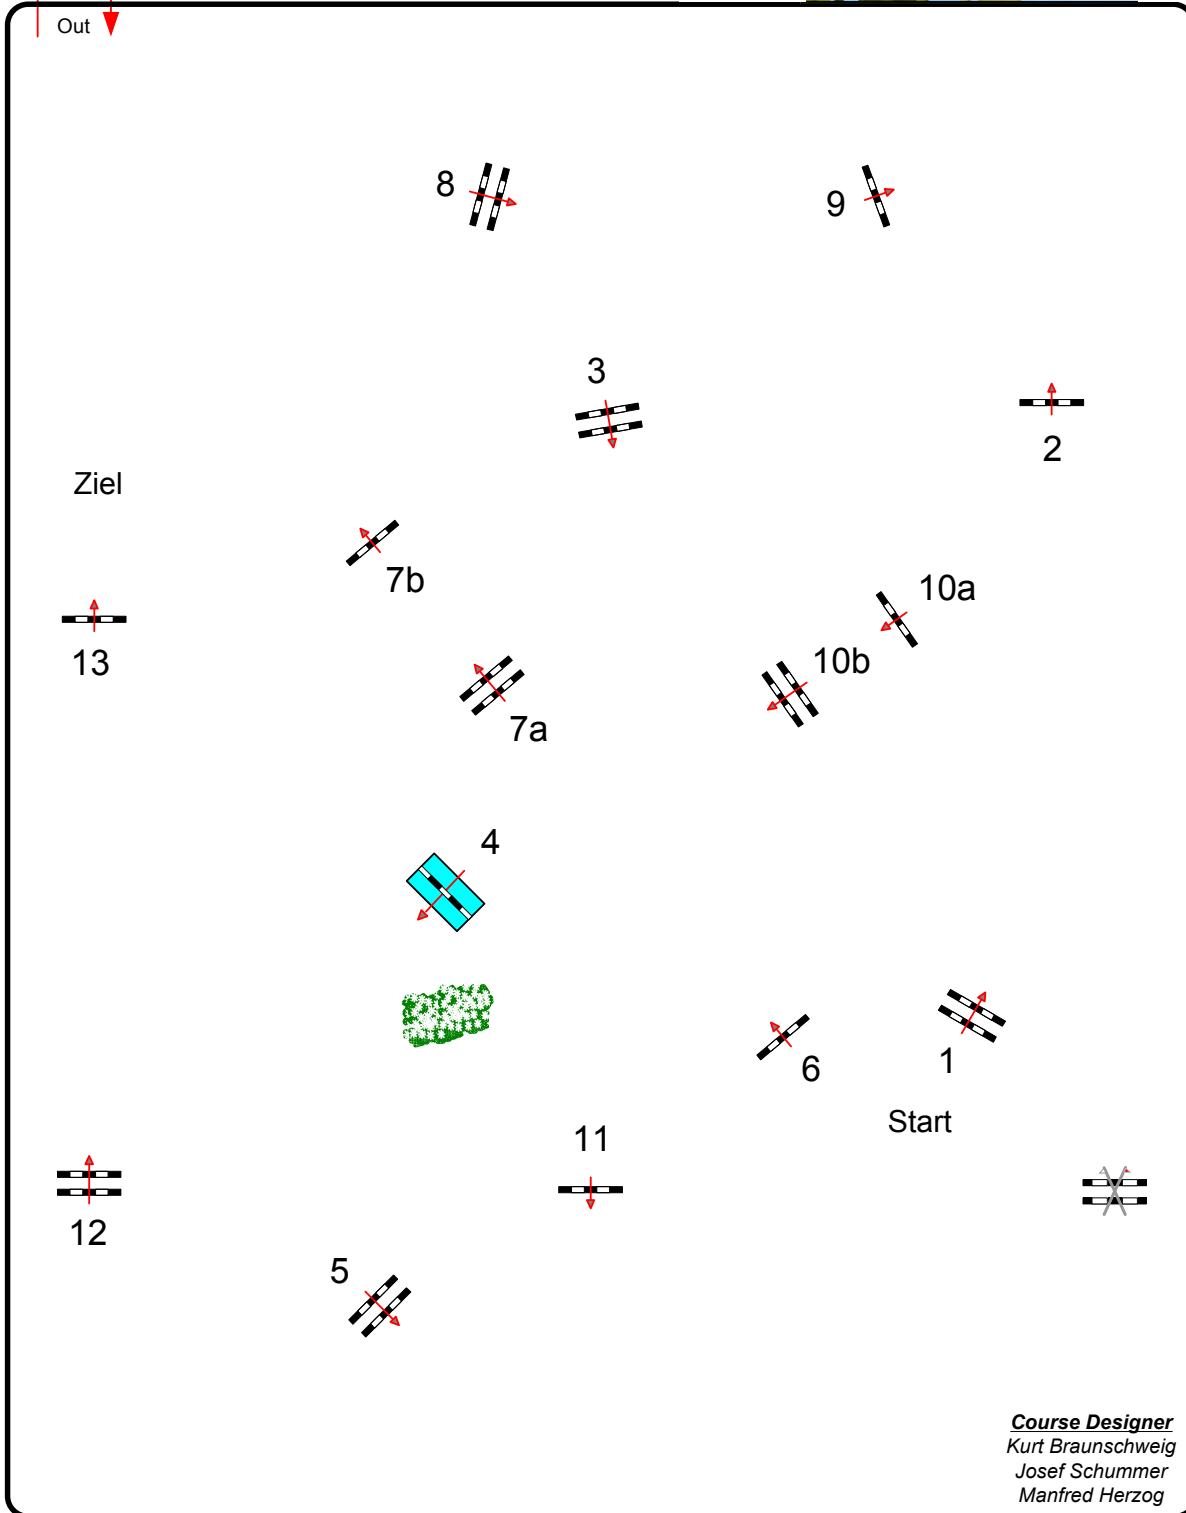 Out
8
9
3
2
Ziel
7b
10a
13
10b
7a
4
6
1
Start
11
12
5
Course Designer
Kurt Braunschweig
Josef Schummer
Manfred Herzog